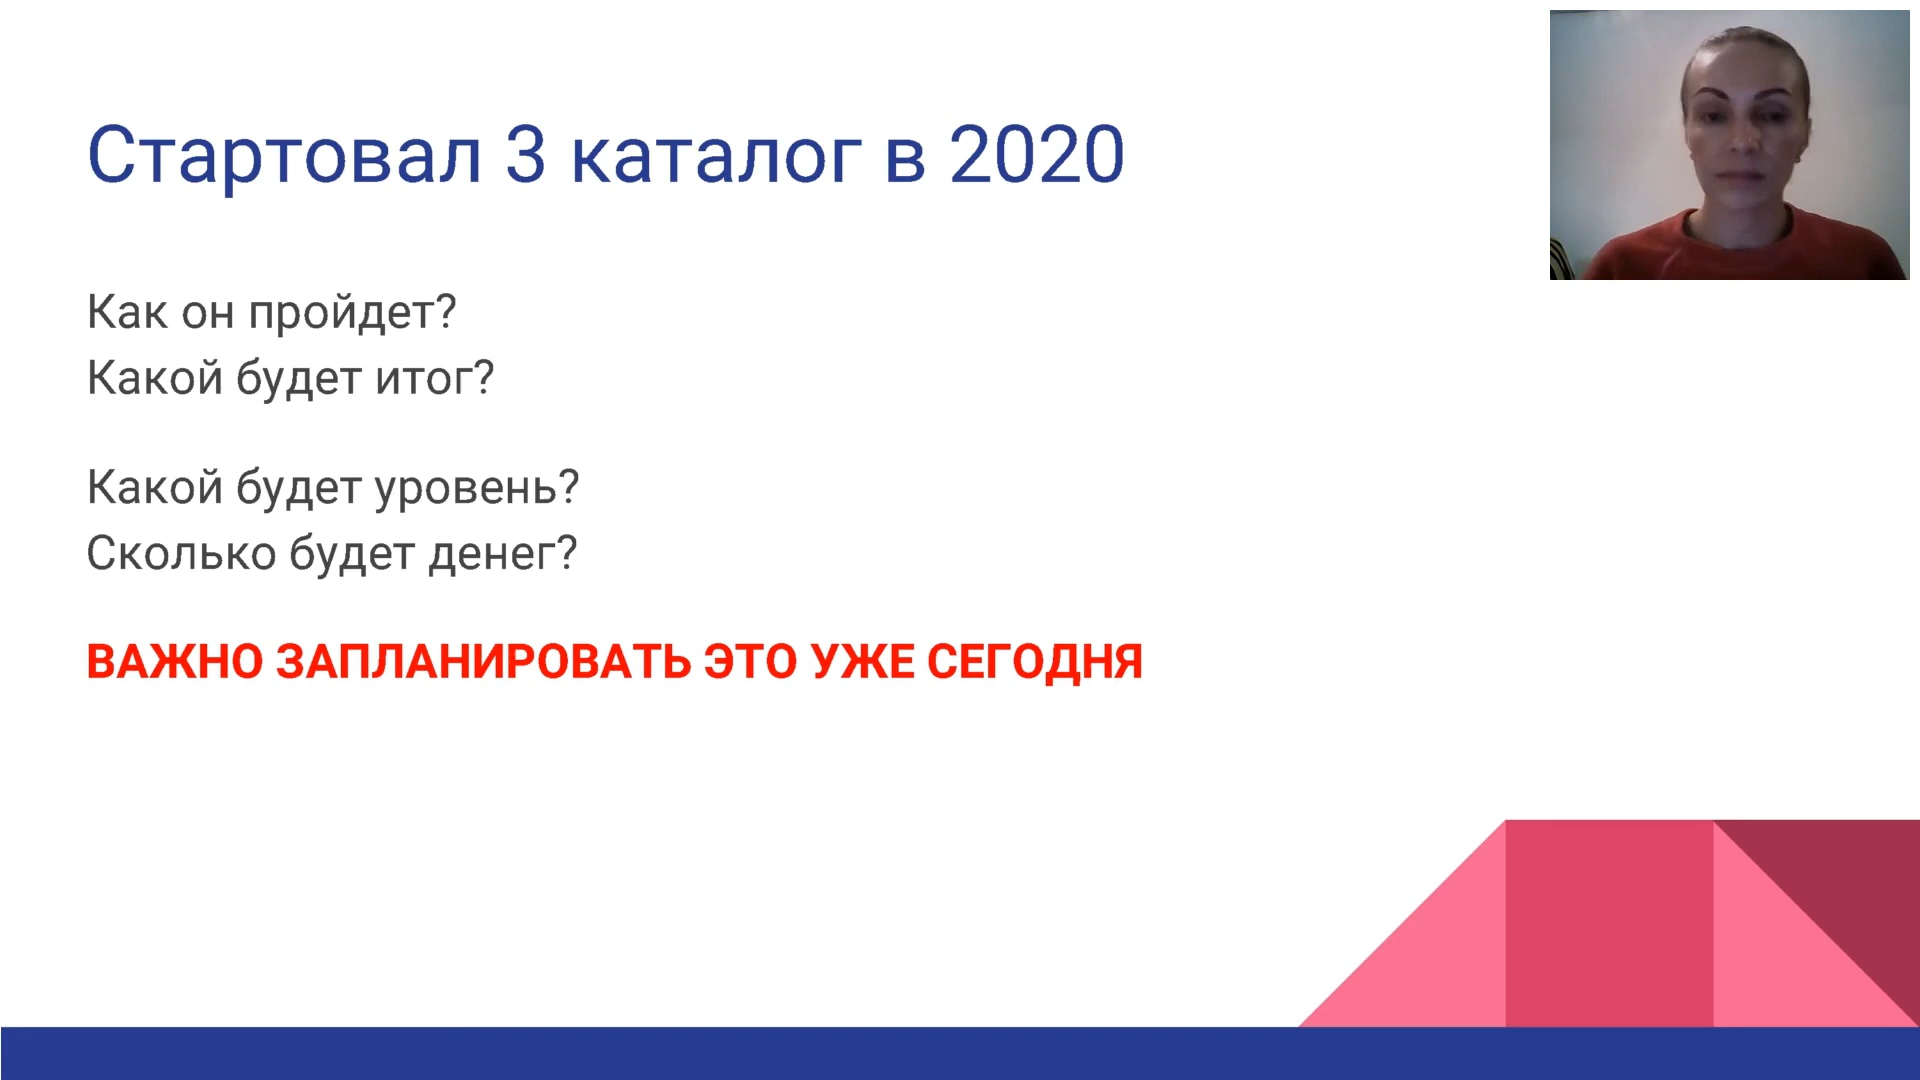 Стартовал 3 каталог в 2020
Как он пройдет?
Какой будет итог?
Какой будет уровень?
Сколько будет денег?
ВАЖНО ЗАПЛАНИРОВАТЬ ЭТО УЖЕ СЕГОДНЯ